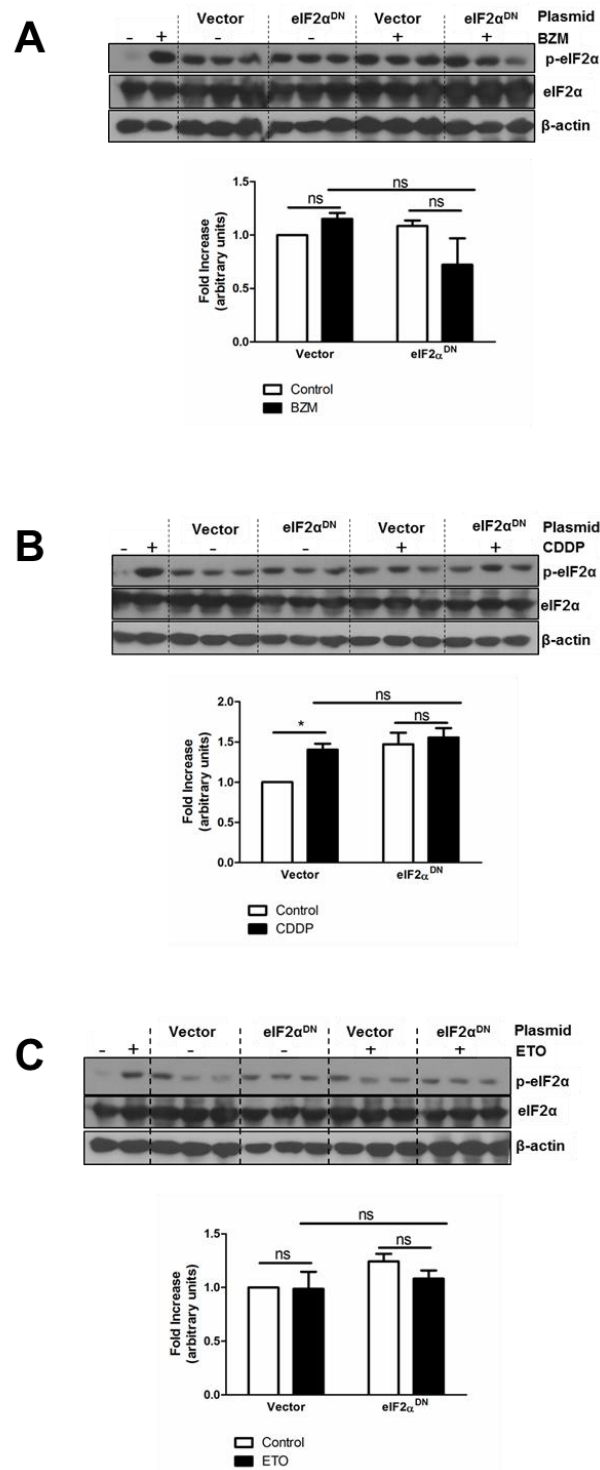 A
Vector eIF2α^DN Vector eIF2α^DN Plasmid
- + - - + + BZM
p-eIF2α
eIF2α
β-actin
Fold Increase
(arbitrary units)
1.5
1.0
0.5
0.0
ns
ns
ns
Vector eIF2α^DN
Control
BZM
B
Vector eIF2α^DN Vector eIF2α^DN Plasmid
- + - - + + CDDP
p-eIF2α
eIF2α
β-actin
Fold Increase
(arbitrary units)
2.0
1.5
1.0
0.5
0.0
ns
* ns
Vector eIF2α^DN
Control
CDDP
C
Vector eIF2α^DN Vector eIF2α^DN Plasmid
- + - - + + ETO
p-eIF2α
eIF2α
β-actin
Fold Increase
(arbitrary units)
1.5
1.0
0.5
0.0
ns
ns
ns
Vector eIF2α^DN
Control
ETO